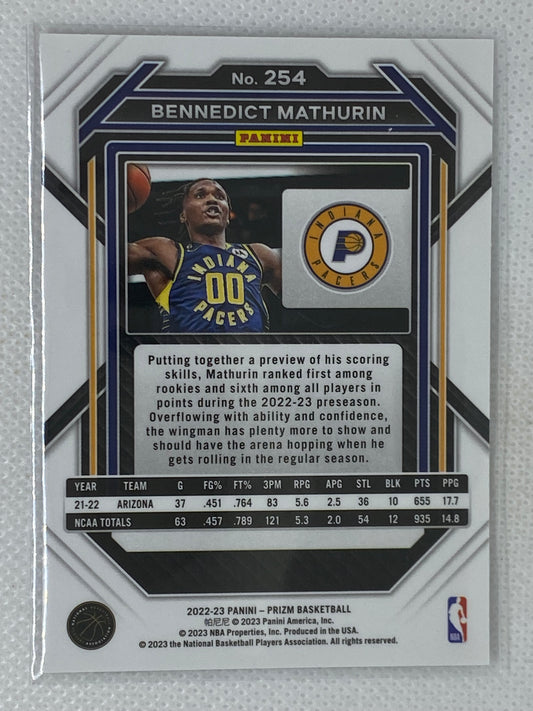 No. 254
BENNEDICT MATHURIN
PANINI
INDIANA
00
PACERS
INDIANA
P
PACERS
Putting together a preview of his scoring
skills, Mathurin ranked first among
rookies and sixth among all players in
points during the 2022-23 preseason.
Overflowing with ability and confidence,
the wingman has plenty more to show and
should have the arena hopping when he
gets rolling in the regular season.
YEAR TEAM G FG% FT% 3PM RPG APG STL BLK PTS PPG
21-22 ARIZONA 37 .451 .764 83 5.6 2.5 36 10 655 17.7
NCAA TOTALS 63 .457 .789 121 5.3 2.0 54 12 935 14.8
2022-23 PANINI – PRIZM BASKETBALL
帕尼尼 © 2023 Panini America, Inc.
© 2023 NBA Properties, Inc. Produced in the USA.
© 2023 the National Basketball Players Association. All rights reserved.
NBA